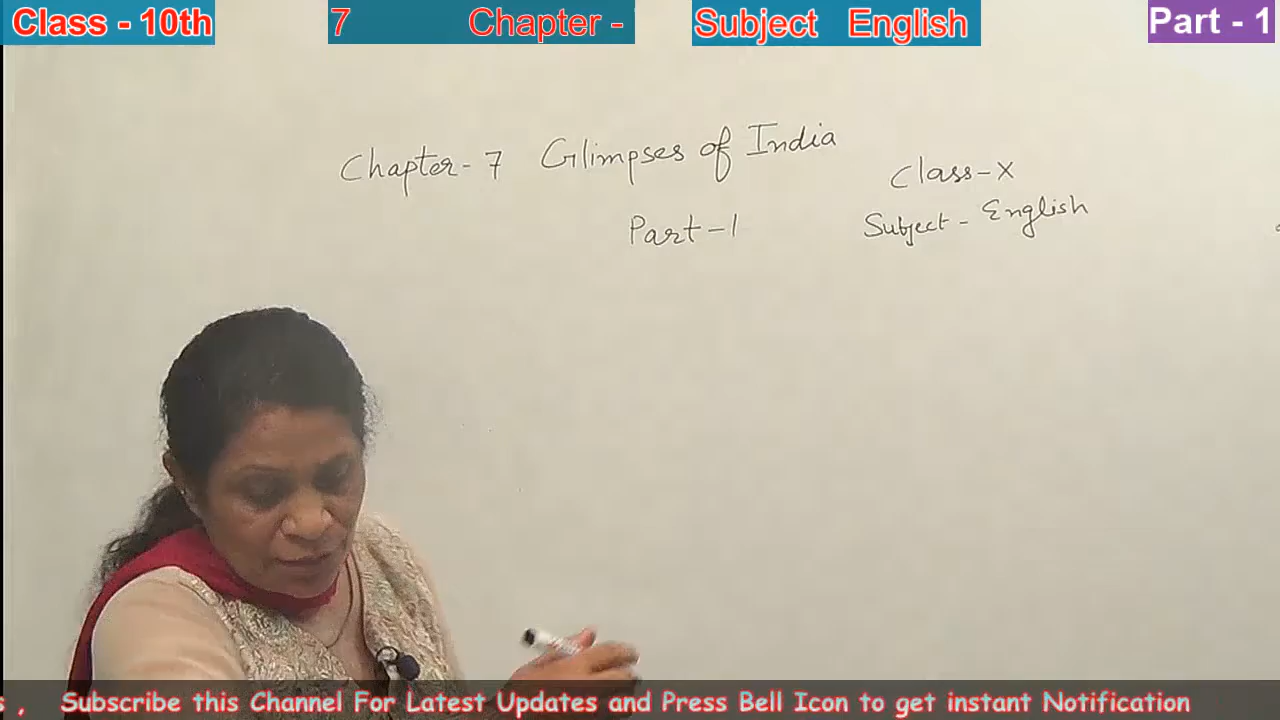 Class - 10th 7 Chapter - Subject English Part - 1
Chapter-7 Glimpses of India
Class-X
Part-1
Subject - English
s , Subscribe this Channel For Latest Updates and Press Bell Icon to get instant Notification